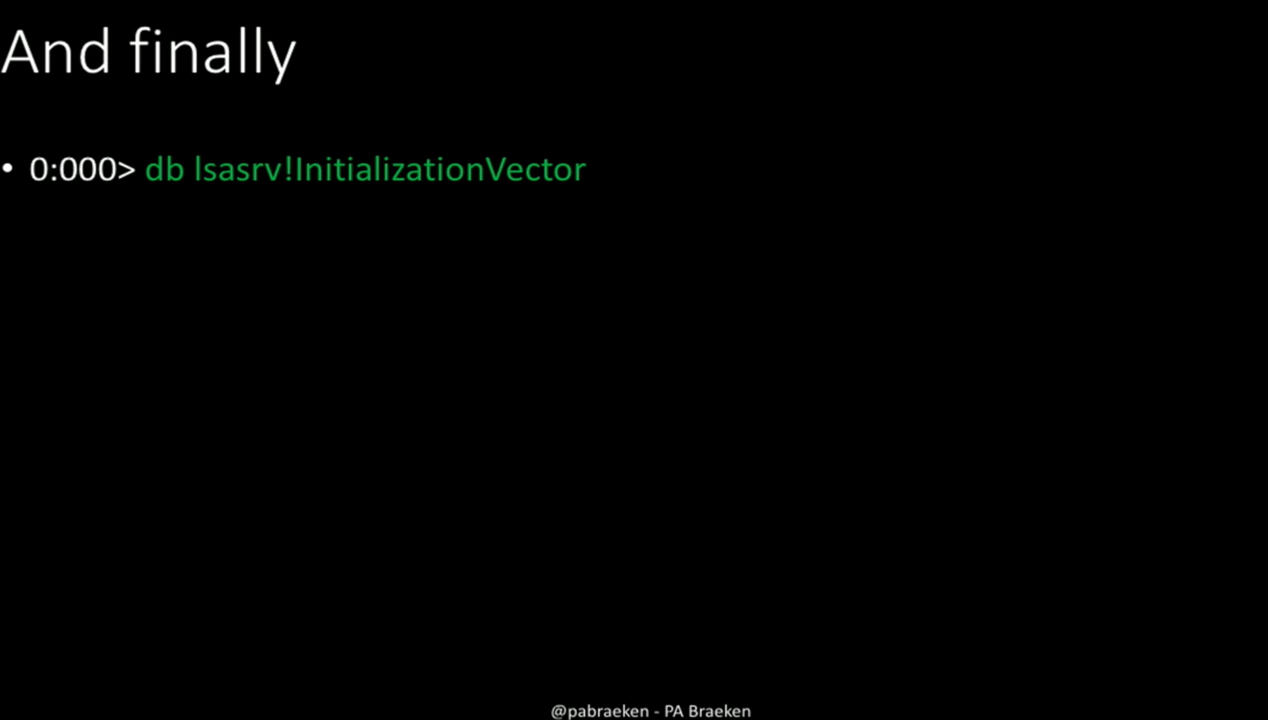 And finally
• 0:000> db lsasrv!InitializationVector
@pabraeken - PA Braeken